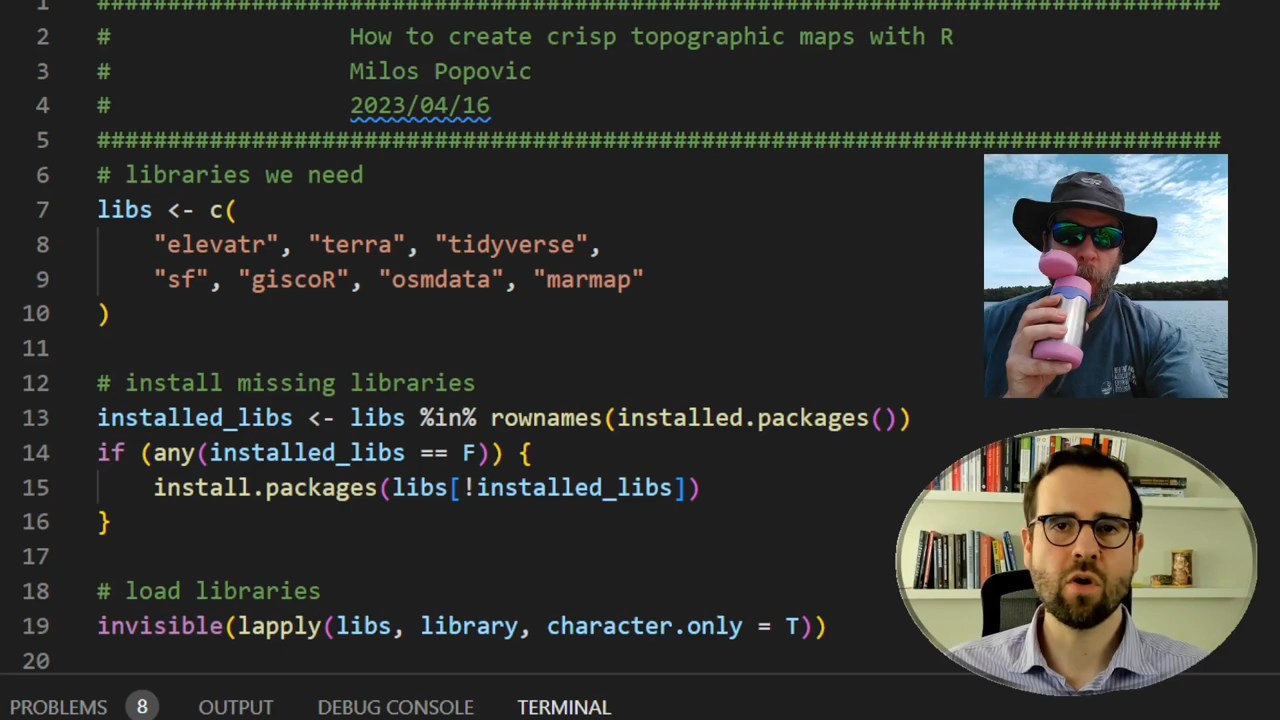 1 ################################################################################
2 # How to create crisp topographic maps with R
3 # Milos Popovic
4 # 2023/04/16
5 ################################################################################
6 # libraries we need
7 libs <- c(
8 "elevatr", "terra", "tidyverse",
9 "sf", "giscoR", "osmdata", "marmap"
10 )
11
12 # install missing libraries
13 installed_libs <- libs %in% rownames(installed.packages())
14 if (any(installed_libs == F)) {
15 install.packages(libs[!installed_libs])
16 }
17
18 # load libraries
19 invisible(lapply(libs, library, character.only = T))
20
PROBLEMS 8 OUTPUT DEBUG CONSOLE TERMINAL